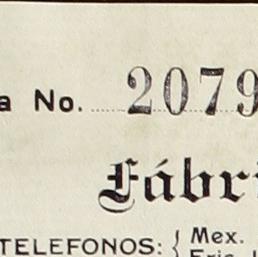 a No. 2079
Fábri
TELEFONOS: { Mex.
Eric.